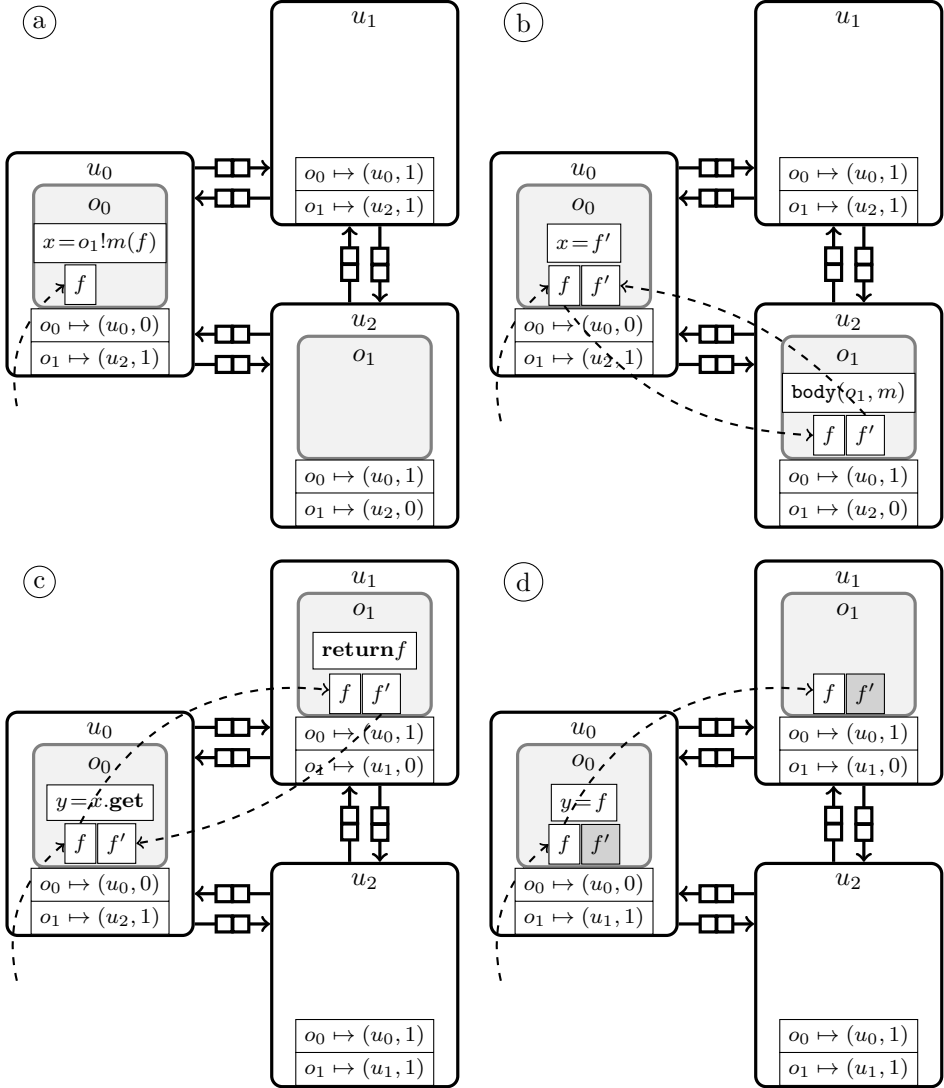 a
u₁
o₀ ↦ (u₀, 1)
o₁ ↦ (u₂, 1)
u₀
o₀
x=o₁!m(f)
f
o₀ ↦ (u₀, 0)
o₁ ↦ (u₂, 1)
u₂
o₁
o₀ ↦ (u₀, 1)
o₁ ↦ (u₂, 0)
b
u₁
o₀ ↦ (u₀, 1)
o₁ ↦ (u₂, 1)
u₀
o₀
x=f′
f f′
o₀ ↦ (u₀, 0)
o₁ ↦ (u₂, 1)
u₂
o₁
body(o₁, m)
f f′
o₀ ↦ (u₀, 1)
o₁ ↦ (u₂, 0)
c
u₁
o₁
return f
f f′
o₀ ↦ (u₀, 1)
o₁ ↦ (u₁, 0)
u₀
o₀
y=x.get
f f′
o₀ ↦ (u₀, 0)
o₁ ↦ (u₂, 1)
u₂
o₀ ↦ (u₀, 1)
o₁ ↦ (u₁, 1)
d
u₁
o₁
f f′
o₀ ↦ (u₀, 1)
o₁ ↦ (u₁, 0)
u₀
o₀
y=f
f f′
o₀ ↦ (u₀, 0)
o₁ ↦ (u₁, 1)
u₂
o₀ ↦ (u₀, 1)
o₁ ↦ (u₁, 1)